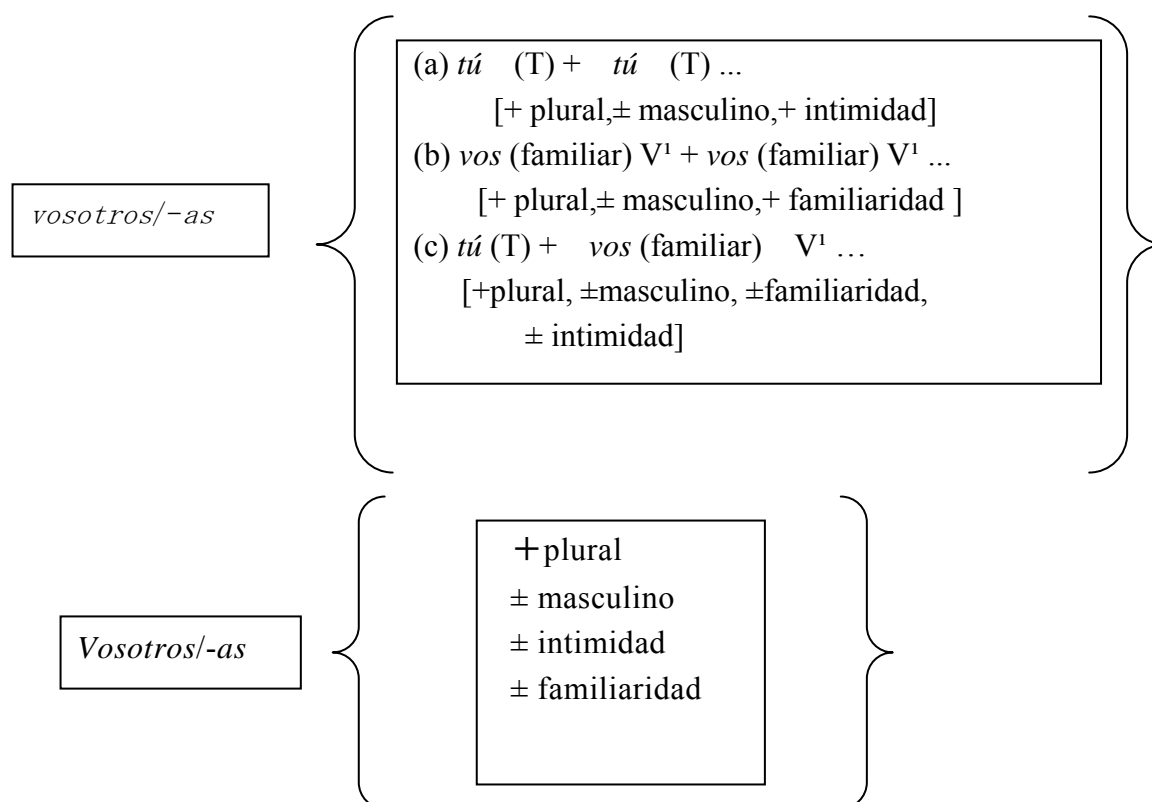 (a) tú (T) + tú (T) ...
[+ plural,± masculino,+ intimidad]
(b) vos (familiar) V¹ + vos (familiar) V¹ ...
[+ plural,± masculino,+ familiaridad ]
vosotros/-as
(c) tú (T) + vos (familiar) V¹ …
[+plural, ±masculino, ±familiaridad,
± intimidad]
+plural
± masculino
Vosotros/-as
± intimidad
± familiaridad